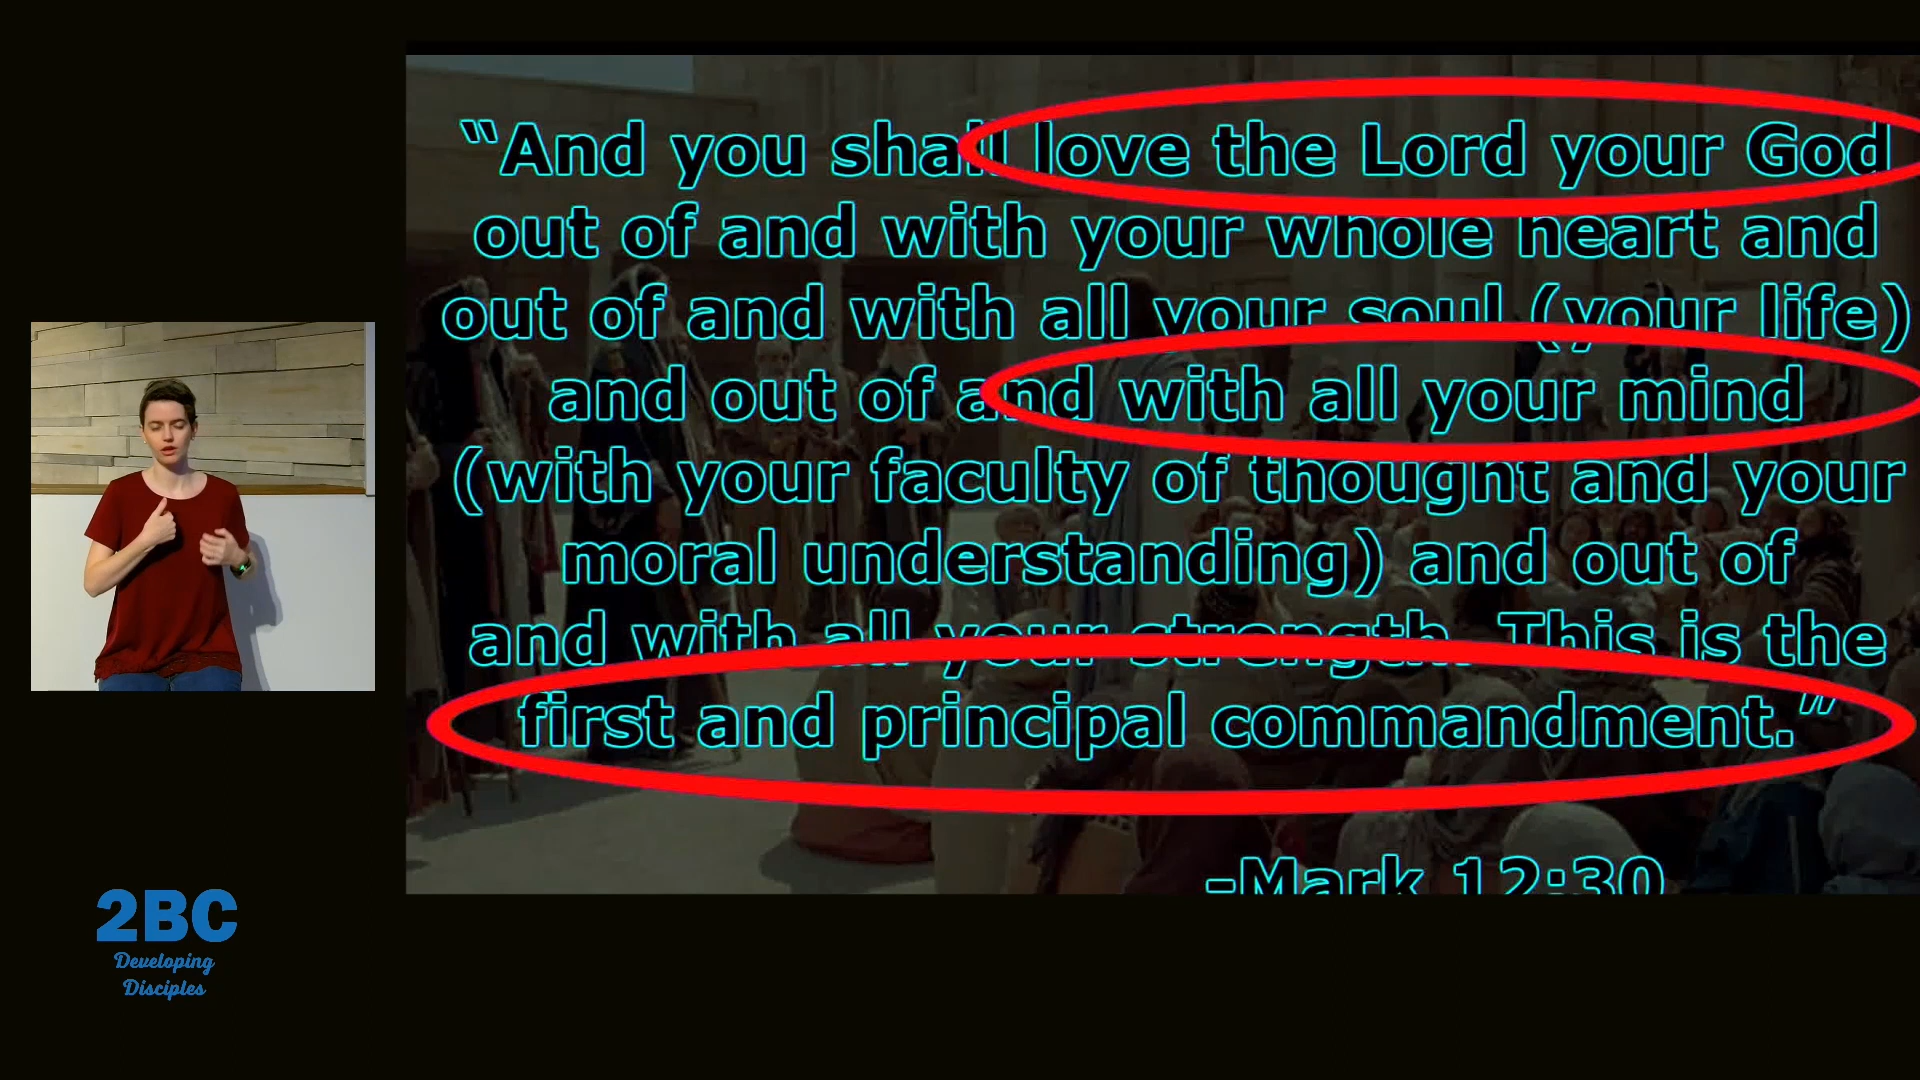 “And you shall love the Lord your God
out of and with your whole heart and
out of and with all your soul (your life)
and out of and with all your mind
(with your faculty of thought and your
moral understanding) and out of
and with all your strength. This is the
first and principal commandment.”
-Mark 12:30
2BC
Developing
Disciples